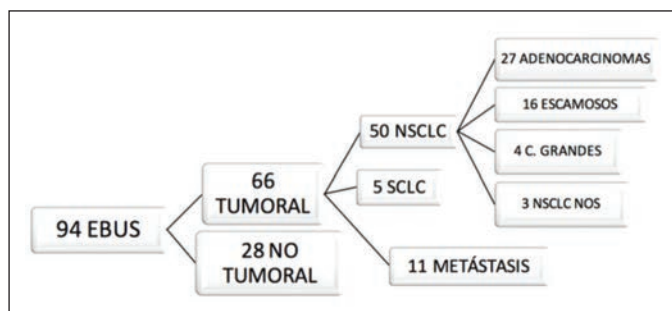 94 EBUS
66
TUMORAL
28 NO
TUMORAL
50 NSCLC
5 SCLC
11 METÁSTASIS
27 ADENOCARCINOMAS
16 ESCAMOSOS
4 C. GRANDES
3 NSCLC NOS